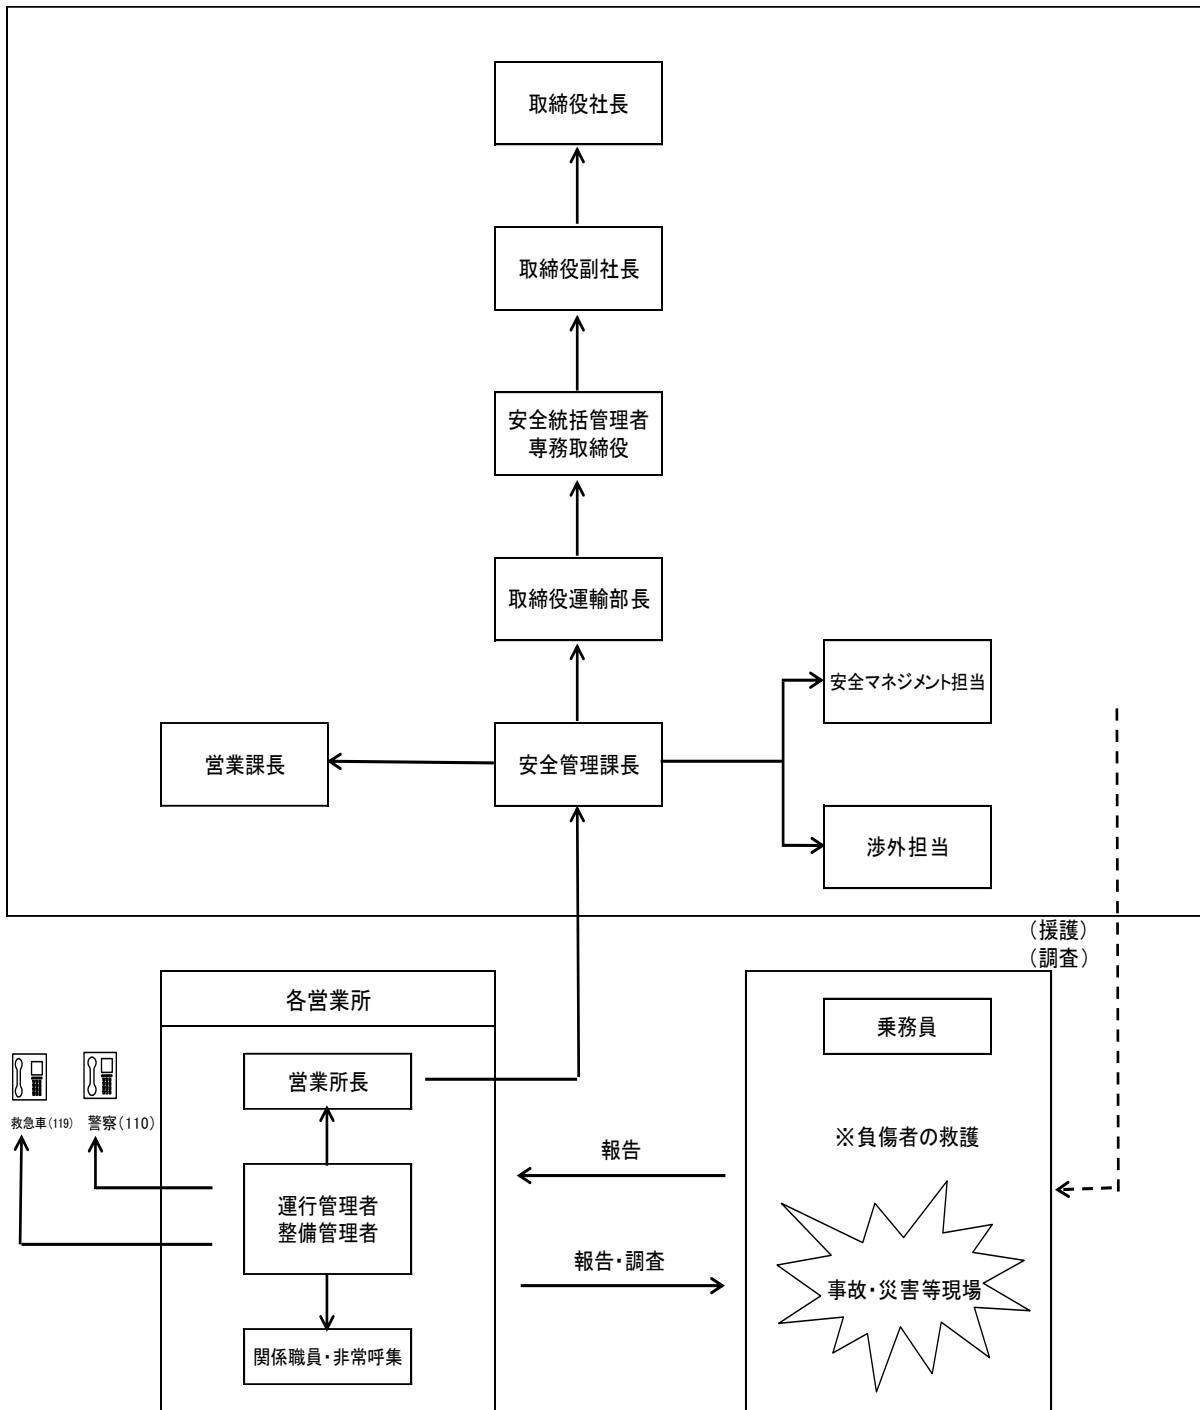 取締役社長
取締役副社長
安全統括管理者
専務取締役
取締役運輸部長
安全マネジメント担当
営業課長
安全管理課長
渉外担当
（援護）
（調査）
各営業所
乗務員
営業所長
救急車（119）
警察（110）
※負傷者の救護
報告
運行管理者
整備管理者
報告・調査
事故・災害等現場
関係職員・非常呼集